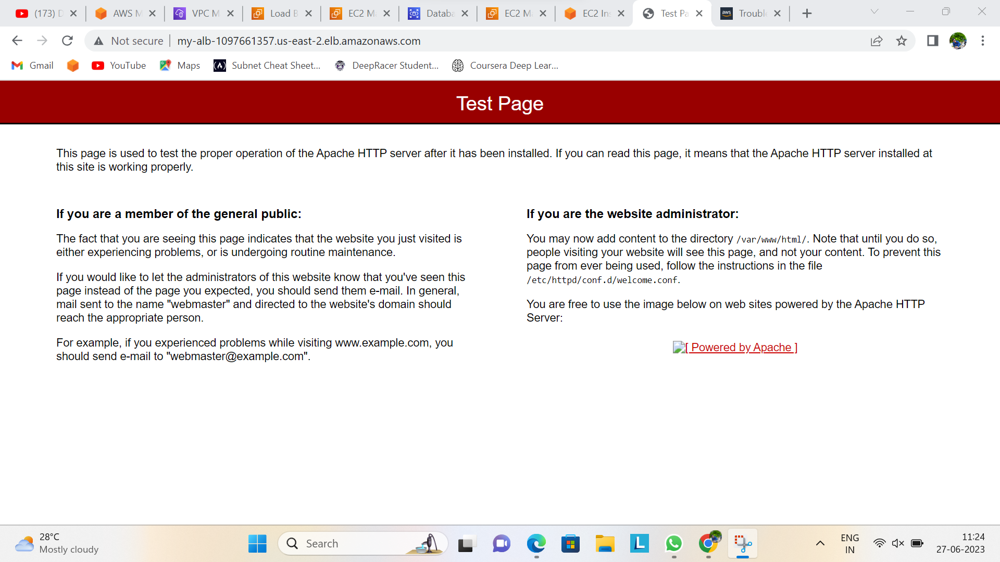 (173) D
AWS M
VPC M
Load B
EC2 M
Databa
EC2 M
EC2 Ins
Test Pa
aws
Troubl
Not secure
my-alb-1097661357.us-east-2.elb.amazonaws.com
Gmail
YouTube
Maps
Subnet Cheat Sheet...
DeepRacer Student...
Coursera Deep Lear...
Test Page
This page is used to test the proper operation of the Apache HTTP server after it has been installed. If you can read this page, it means that the Apache HTTP server installed at
this site is working properly.
If you are a member of the general public:
The fact that you are seeing this page indicates that the website you just visited is
either experiencing problems, or is undergoing routine maintenance.
If you would like to let the administrators of this website know that you've seen this
page instead of the page you expected, you should send them e-mail. In general,
mail sent to the name "webmaster" and directed to the website's domain should
reach the appropriate person.
For example, if you experienced problems while visiting www.example.com, you
should send e-mail to "webmaster@example.com".
If you are the website administrator:
You may now add content to the directory /var/www/html/. Note that until you do so,
people visiting your website will see this page, and not your content. To prevent this
page from ever being used, follow the instructions in the file
/etc/httpd/conf.d/welcome.conf.
You are free to use the image below on web sites powered by the Apache HTTP
Server:
[ Powered by Apache ]
28°C
Mostly cloudy
Search
L
ENG
IN
11:24
27-06-2023